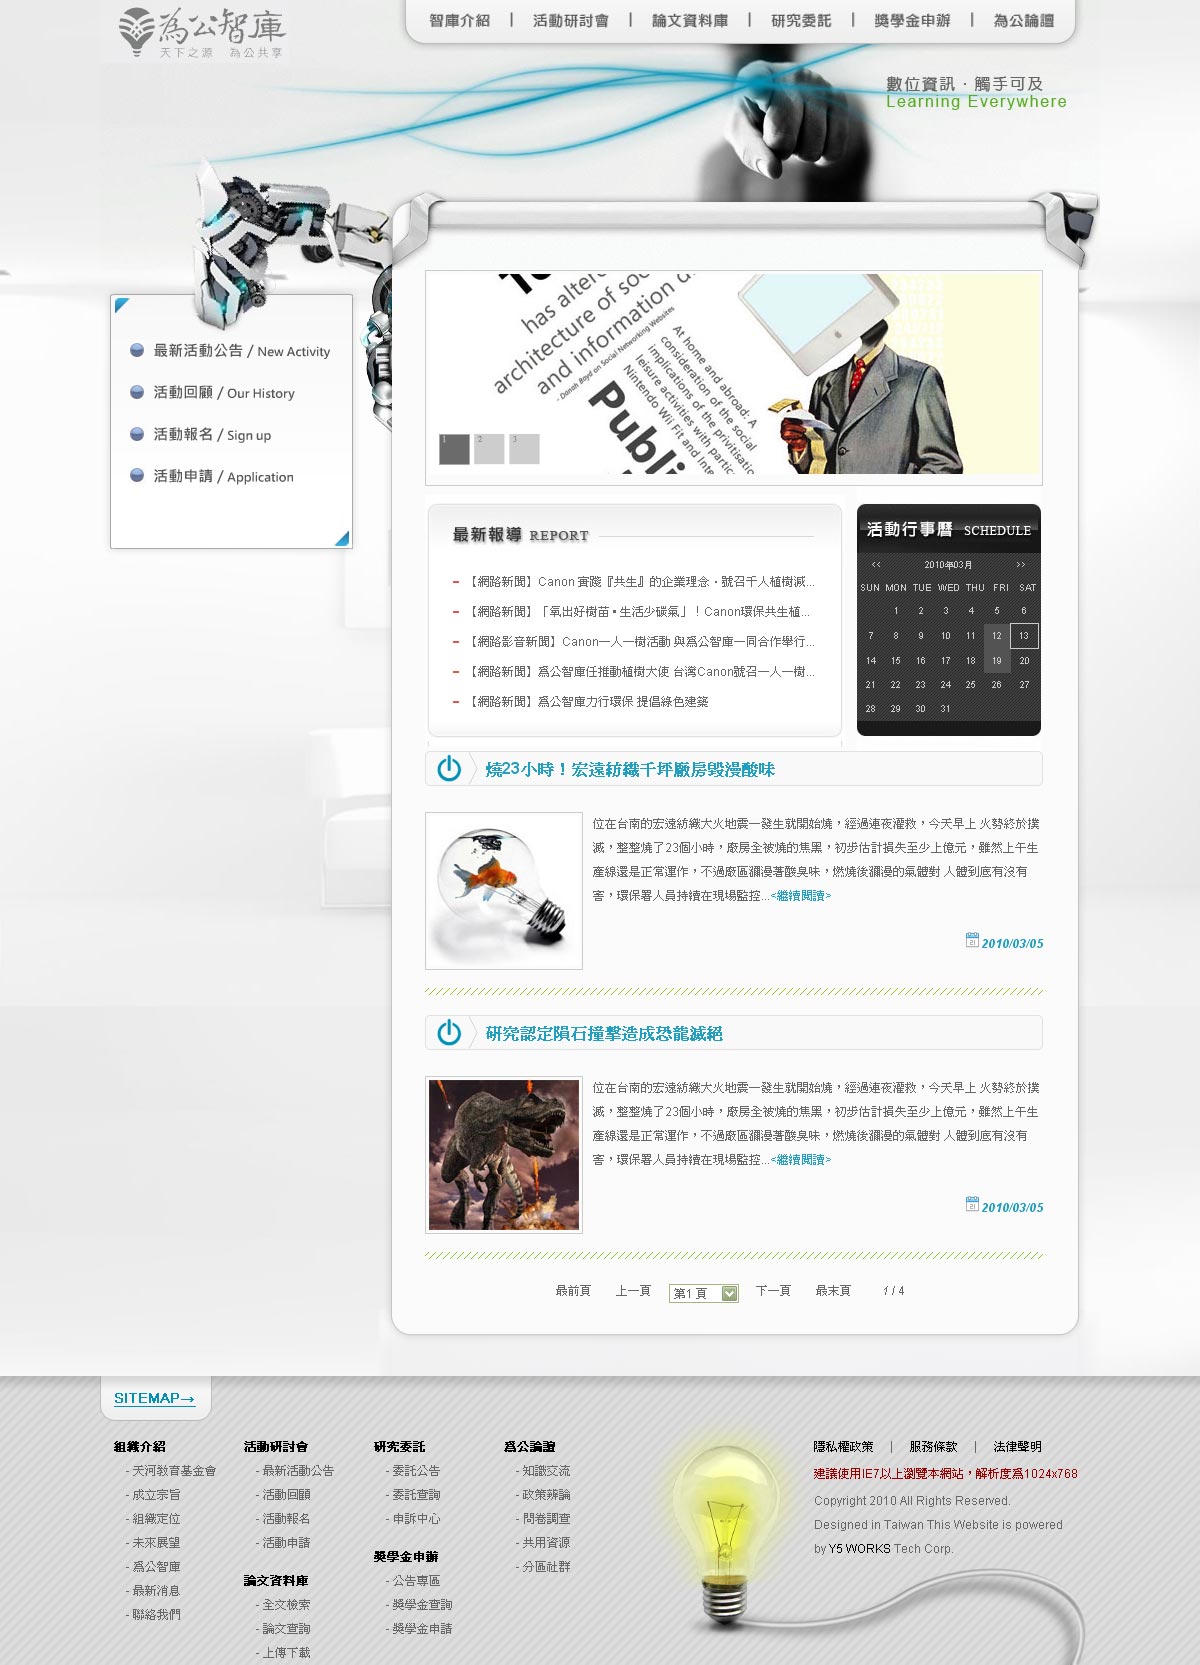 為公智庫
天下之源 為公共享
智庫介紹 | 活動研討會 | 論文資料庫 | 研究委託 | 獎學金申辦 | 為公論壇
數位資訊·觸手可及
Learning Everywhere
最新活動公告 / New Activity
活動回顧 / Our History
活動報名 / Sign up
活動申請 / Application
has altere
architecture of soc
and information d
- Danah Boyd on Social Networking Websites
Publi
At home and abroad: A
consideration of the social
implications of the privitisation
leisure activities with partic
Nintendo Wii Fit and Inte
1 2 3
最新報導 REPORT
【網路新聞】Canon 實踐『共生』的企業理念‧號召千人植樹減...
【網路新聞】「氧出好樹苗‧生活少碳氣」！Canon環保共生植...
【網路影音新聞】Canon一人一樹活動 與為公智庫一同合作舉行...
【網路新聞】為公智庫任推動植樹大使 台灣Canon號召一人一樹...
【網路新聞】為公智庫力行環保 提倡綠色建築
活動行事曆 SCHEDULE
<< 2010年03月 >>
SUN MON TUE WED THU FRI SAT
1 2 3 4 5 6
7 8 9 10 11 12 13
14 15 16 17 18 19 20
21 22 23 24 25 26 27
28 29 30 31
燒23小時！宏遠紡織千坪廠房毀漫酸味
位在台南的宏遠紡織大火地震一發生就開始燒，經過連夜灌救，今天早上 火勢終於撲
滅，整整燒了23個小時，廠房全被燒的焦黑，初步估計損失至少上億元，雖然上午生
產線還是正常運作，不過廠區彌漫著酸臭味，燃燒後彌漫的氣體對 人體到底有沒有
害，環保署人員持續在現場監控...<繼續閱讀>
2010/03/05
研究認定隕石撞擊造成恐龍滅絕
位在台南的宏遠紡織大火地震一發生就開始燒，經過連夜灌救，今天早上 火勢終於撲
滅，整整燒了23個小時，廠房全被燒的焦黑，初步估計損失至少上億元，雖然上午生
產線還是正常運作，不過廠區彌漫著酸臭味，燃燒後彌漫的氣體對 人體到底有沒有
害，環保署人員持續在現場監控...<繼續閱讀>
2010/03/05
最前頁 上一頁 第1 頁 下一頁 最末頁 1 / 4
SITEMAP→
組織介紹
- 天河教育基金會
- 成立宗旨
- 組織定位
- 未來展望
- 為公智庫
- 最新消息
- 聯絡我們
活動研討會
- 最新活動公告
- 活動回顧
- 活動報名
- 活動申請
論文資料庫
- 全文檢索
- 論文查詢
- 上傳下載
研究委託
- 委託公告
- 委託查詢
- 申訴中心
獎學金申辦
- 公告專區
- 獎學金查詢
- 獎學金申請
為公論壇
- 知識交流
- 政策辨論
- 問卷調查
- 共用資源
- 分區社群
隱私權政策 | 服務條款 | 法律聲明
建議使用IE7以上瀏覽本網站，解析度為1024x768
Copyright 2010 All Rights Reserved.
Designed in Taiwan This Website is powered
by Y5 WORKS Tech Corp.